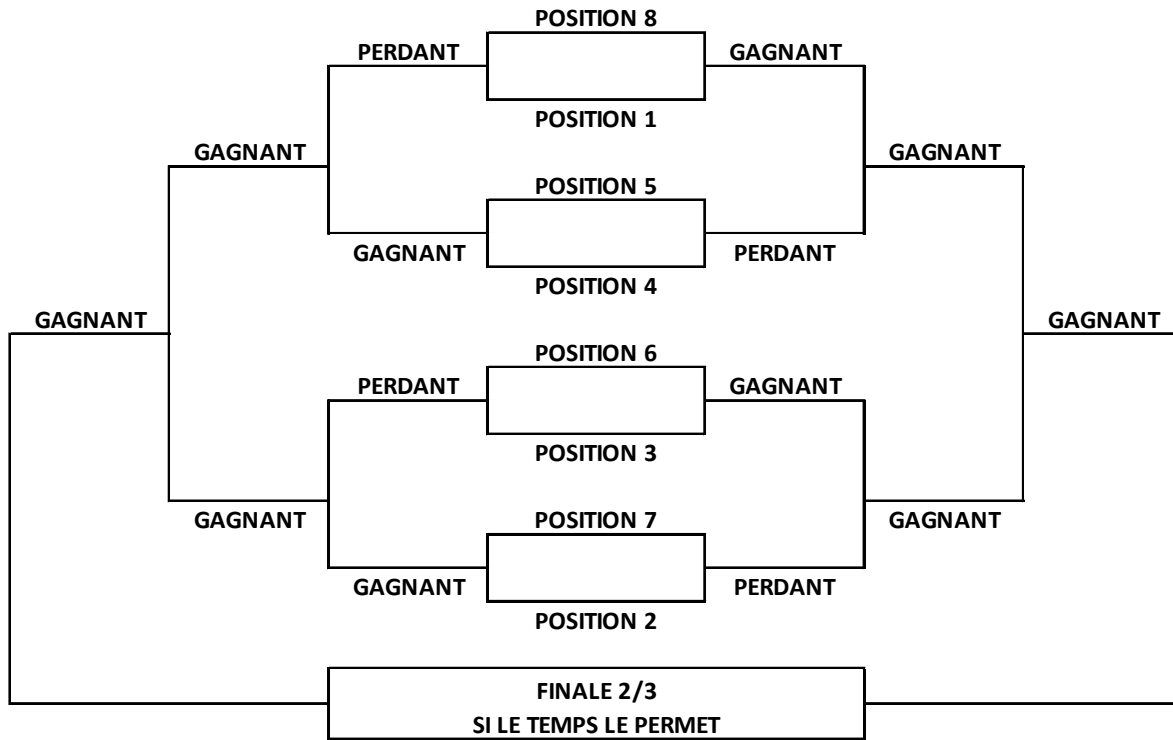 POSITION 8
PERDANT
GAGNANT
POSITION 1
GAGNANT
GAGNANT
POSITION 5
GAGNANT
PERDANT
POSITION 4
GAGNANT
GAGNANT
POSITION 6
PERDANT
GAGNANT
POSITION 3
GAGNANT
POSITION 7
GAGNANT
GAGNANT
PERDANT
POSITION 2
FINALE 2/3
SI LE TEMPS LE PERMET